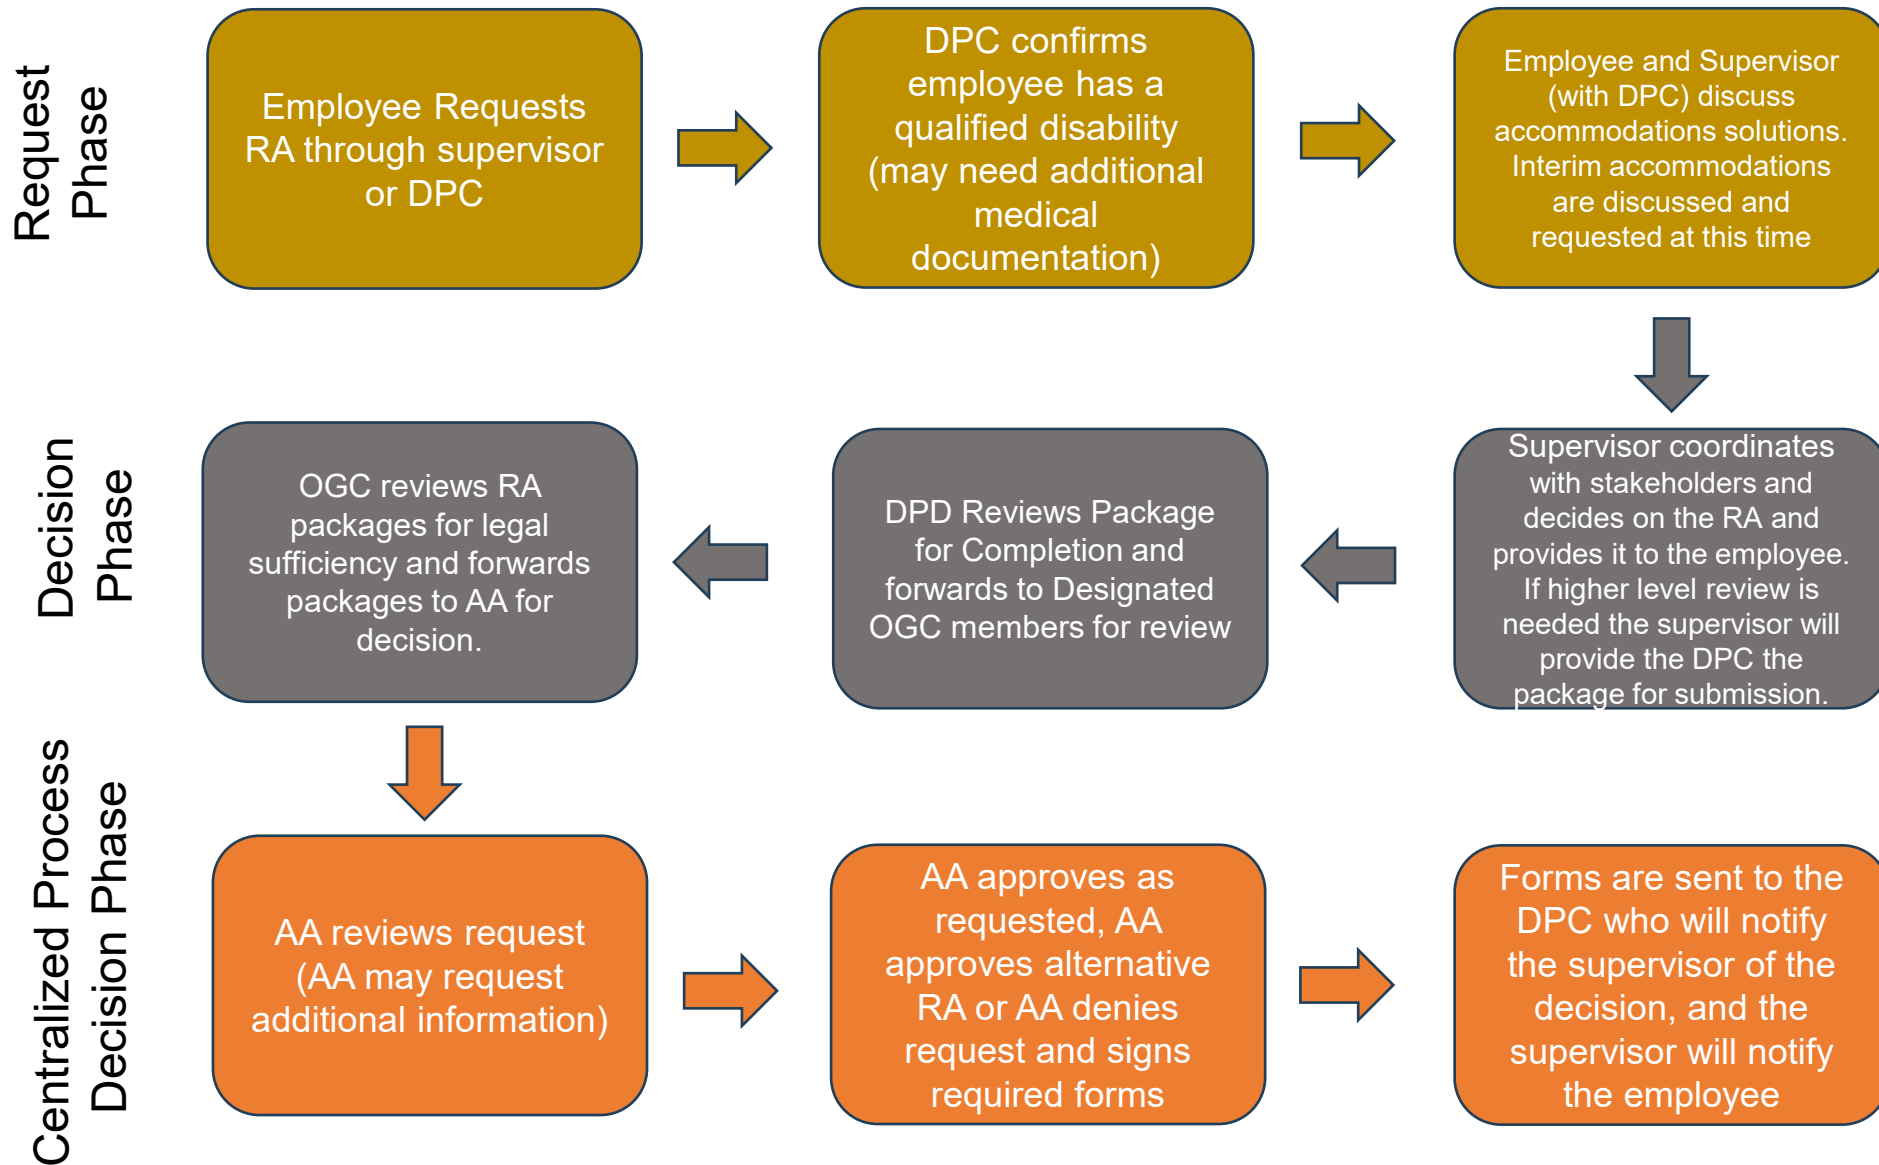 Request
Phase
Employee Requests
RA through supervisor
or DPC
DPC confirms
employee has a
qualified disability
(may need additional
medical
documentation)
Employee and Supervisor
(with DPC) discuss
accommodations solutions.
Interim accommodations
are discussed and
requested at this time
Decision
Phase
OGC reviews RA
packages for legal
sufficiency and forwards
packages to AA for
decision.
DPD Reviews Package
for Completion and
forwards to Designated
OGC members for review
Supervisor coordinates
with stakeholders and
decides on the RA and
provides it to the employee.
If higher level review is
needed the supervisor will
provide the DPC the
package for submission.
Centralized Process
Decision Phase
AA reviews request
(AA may request
additional information)
AA approves as
requested, AA
approves alternative
RA or AA denies
request and signs
required forms
Forms are sent to the
DPC who will notify
the supervisor of the
decision, and the
supervisor will notify
the employee